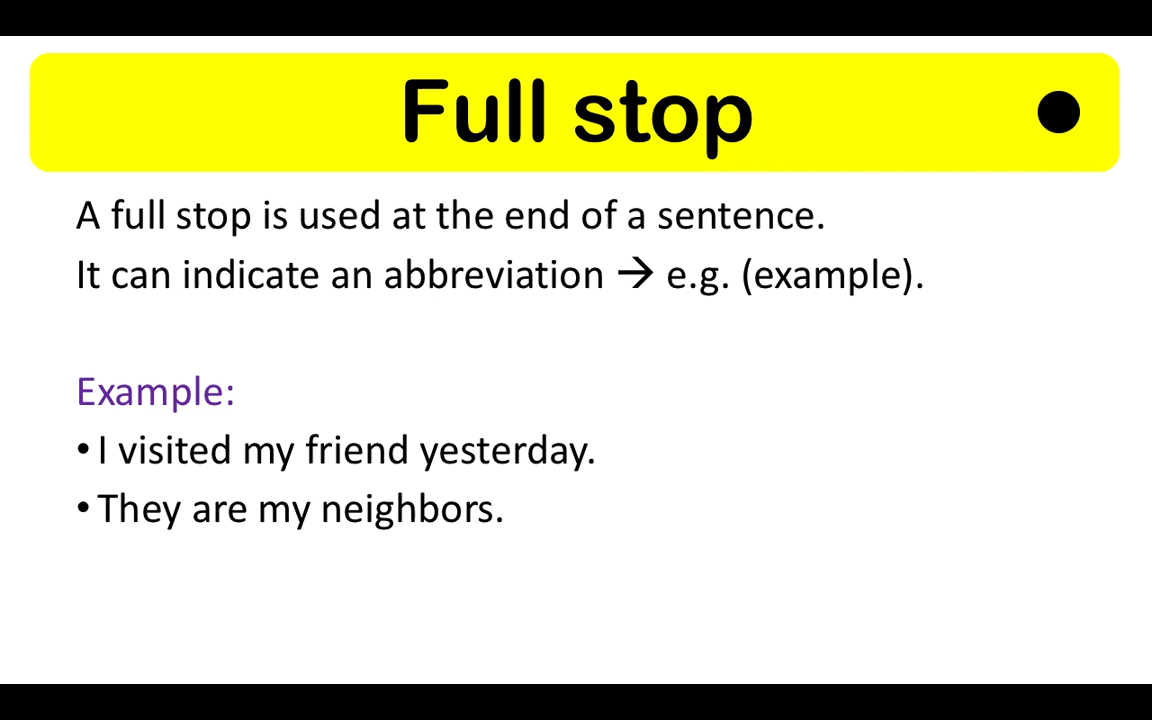 Full stop
A full stop is used at the end of a sentence.
It can indicate an abbreviation → e.g. (example).
Example:
• I visited my friend yesterday.
• They are my neighbors.